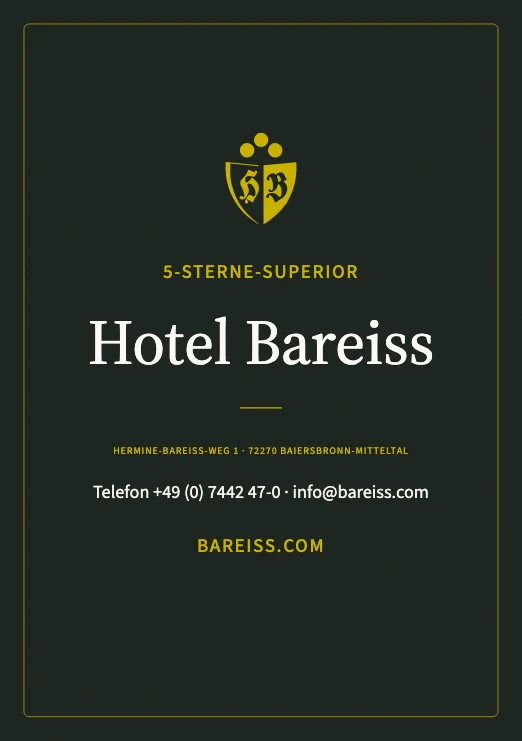 H B
5-STERNE-SUPERIOR
Hotel Bareiss
HERMINE-BAREISS-WEG 1 · 72270 BAIERSBRONN-MITTELTAL
Telefon +49 (0) 7442 47-0 · info@bareiss.com
BAREISS.COM